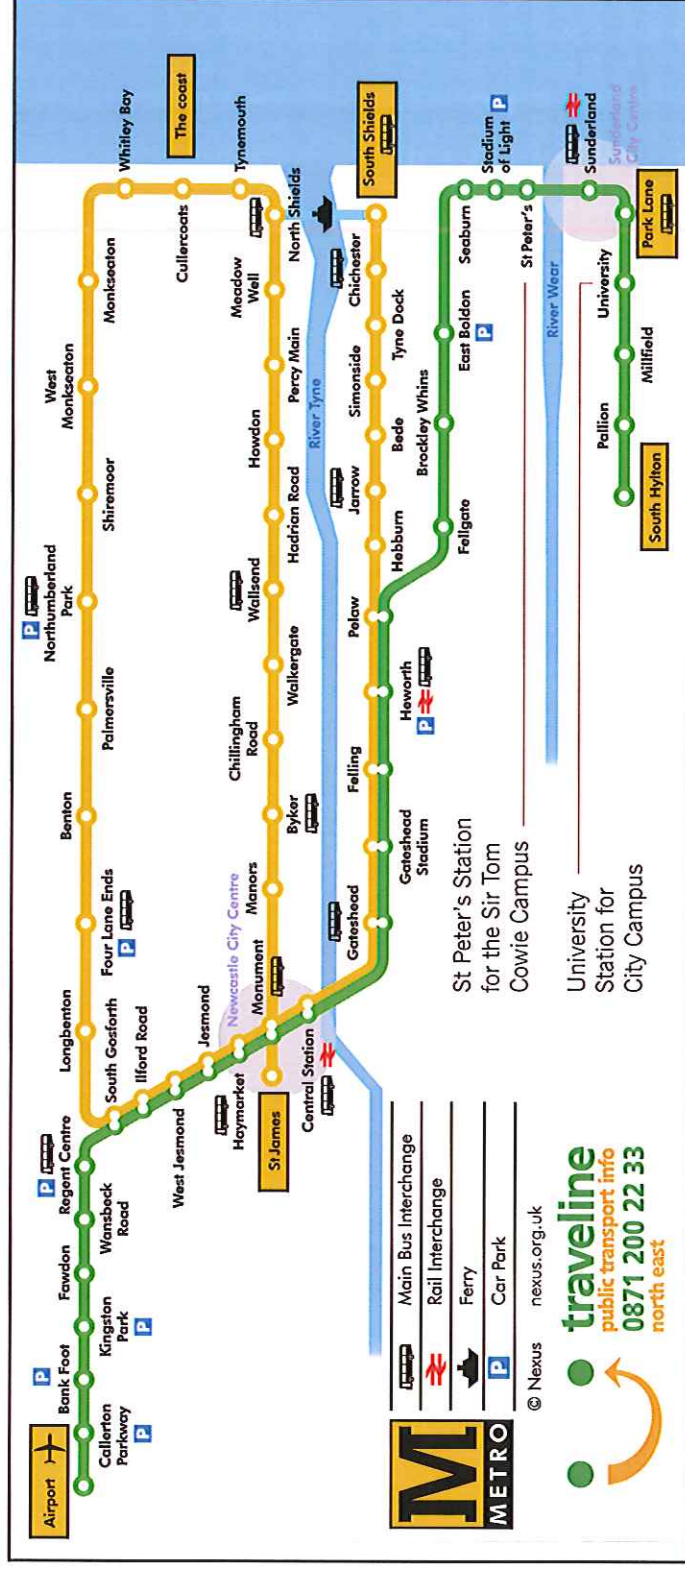 Airport
Callerton
Parkway
Bank Foot
Kingston
Park
Fawdon
Wansbeck
Road
Regent Centre
South Gosforth
Longbenton
Four Lane Ends
Benton
Palmersville
Northumberland
Park
Shiremoor
West
Monkseaton
Monkseaton
Whitley Bay
Cullercoats
The coast
Tynemouth
North Shields
Meadow
Well
Percy Main
Howdon
Hadrian Road
Wallsend
Walkergate
Chillingham
Road
Byker
Manors
Monument
Newcastle City Centre
Ilford Road
West Jesmond
Jesmond
Haymarket
St James
Central Station
Gateshead
Gateshead
Stadium
Felling
Heworth
Pelaw
Hebburn
Jarrow
Bede
Simonside
Tyne Dock
Chichester
South Shields
River Tyne
Fellgate
Brockley Whins
East Boldon
Seaburn
Stadium
of Light
St Peter's
River Wear
Sunderland
Sunderland
City Centre
Park Lane
University
Millfield
Pallion
South Hylton
St Peter's Station
for the Sir Tom
Cowie Campus
University
Station for
City Campus
M
METRO
Main Bus Interchange
Rail Interchange
Ferry
P Car Park
© Nexus nexus.org.uk
traveline
public transport info
0871 200 22 33
north east
P
P
P
P
P
P
P
P
P